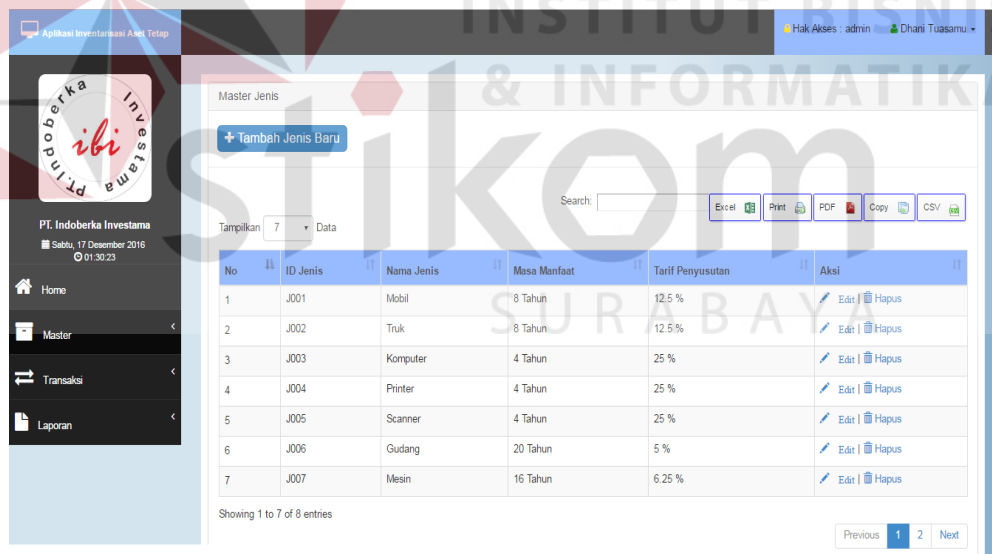 INSTITUT BISNIS
& INFORMATIKA
stikom
SURABAYA
Aplikasi Inventarisasi Aset Tetap
Hak Akses : admin Dhani Tuasamu
PT.Indoberka Investama
ibi
PT. Indoberka Investama
Sabtu, 17 Desember 2016
01:30:23
Home
Master
Transaksi
Laporan
Master Jenis
+ Tambah Jenis Baru
Search:
Excel Print PDF Copy CSV
Tampilkan 7 Data
No ID Jenis Nama Jenis Masa Manfaat Tarif Penyusutan Aksi
1 J001 Mobil 8 Tahun 12.5 % Edit | Hapus
2 J002 Truk 8 Tahun 12.5 % Edit | Hapus
3 J003 Komputer 4 Tahun 25 % Edit | Hapus
4 J004 Printer 4 Tahun 25 % Edit | Hapus
5 J005 Scanner 4 Tahun 25 % Edit | Hapus
6 J006 Gudang 20 Tahun 5 % Edit | Hapus
7 J007 Mesin 16 Tahun 6.25 % Edit | Hapus
Showing 1 to 7 of 8 entries
Previous 1 2 Next